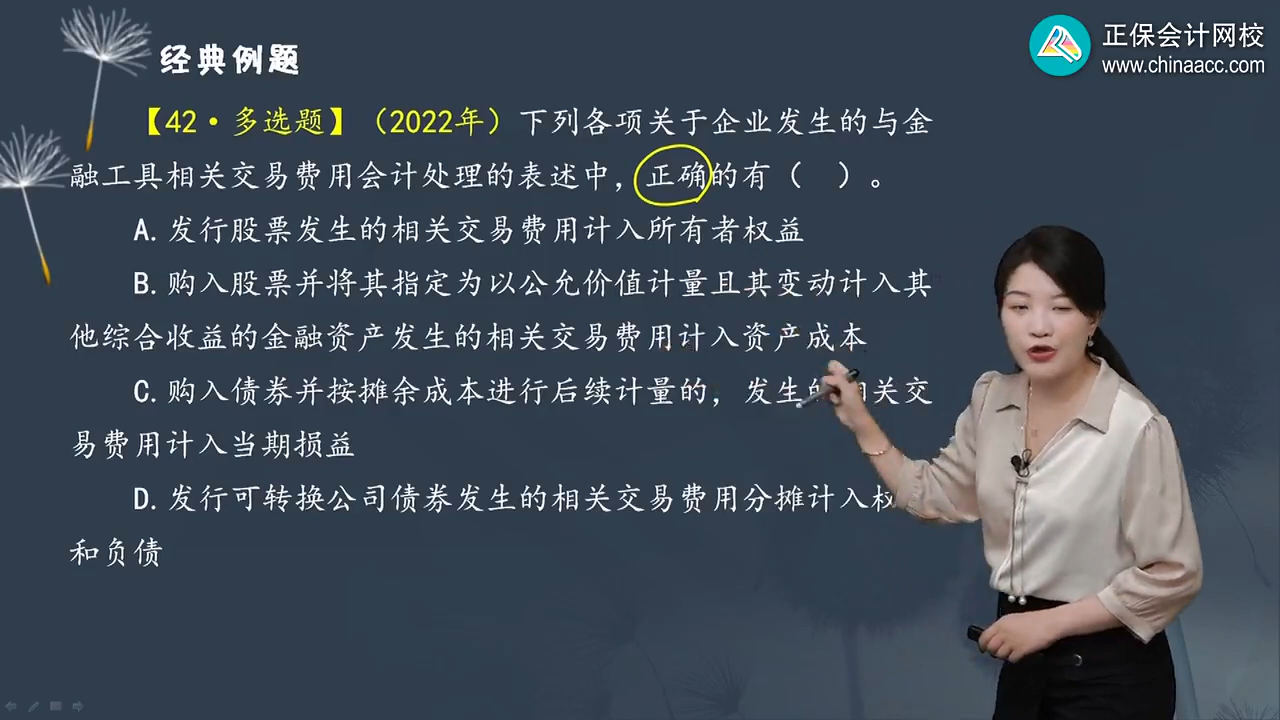 经典例题
正保会计网校
www.chinaacc.com
【42·多选题】（2022年）下列各项关于企业发生的与金
融工具相关交易费用会计处理的表述中，正确的有（ ）。
A. 发行股票发生的相关交易费用计入所有者权益
B. 购入股票并将其指定为以公允价值计量且其变动计入其
他综合收益的金融资产发生的相关交易费用计入资产成本
C. 购入债券并按摊余成本进行后续计量的，发生的相关交
易费用计入当期损益
D. 发行可转换公司债券发生的相关交易费用分摊计入权
和负债